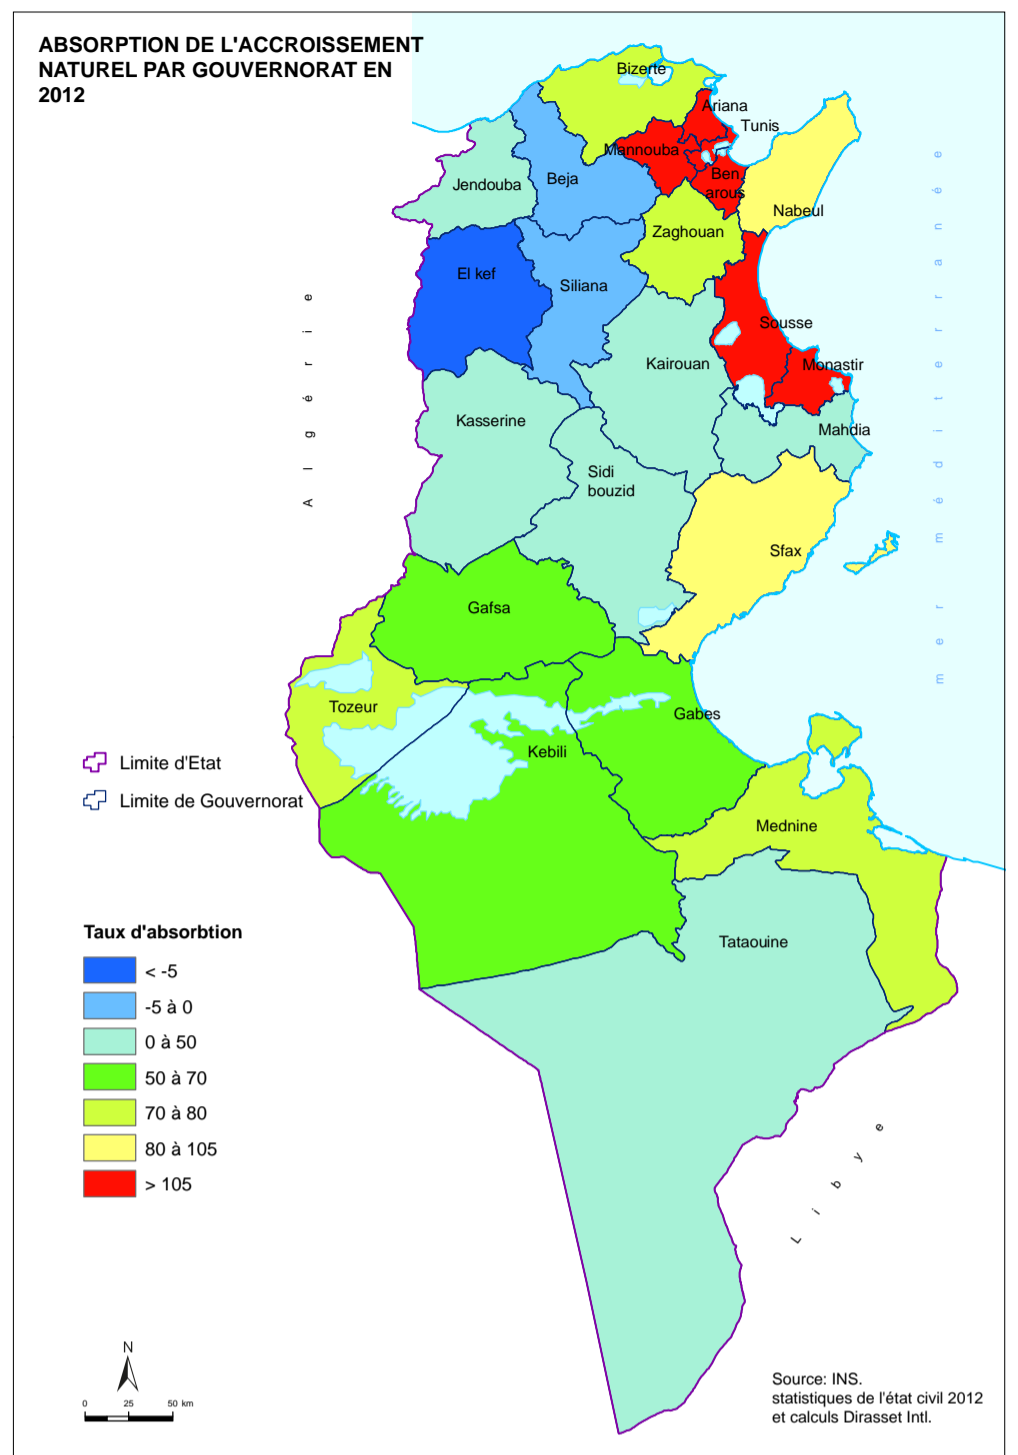 ABSORPTION DE L'ACCROISSEMENT
NATUREL PAR GOUVERNORAT EN
2012
Bizerte
Ariana
Tunis
Mannouba
Ben.
arous
Beja
Jendouba
Nabeul
Zaghouan
El kef
Siliana
Sousse
Kairouan
Monastir
Kasserine
Mahdia
Sidi
bouzid
Sfax
Gafsa
Tozeur
Gabes
Kebili
Mednine
Tataouine
Algérie
mer méditerranée
Libye
Limite d'Etat
Limite de Gouvernorat
Taux d'absorbtion
< -5
-5 à 0
0 à 50
50 à 70
70 à 80
80 à 105
> 105
N
0 25 50 km
Source: INS.
statistiques de l'état civil 2012
et calculs Dirasset Intl.